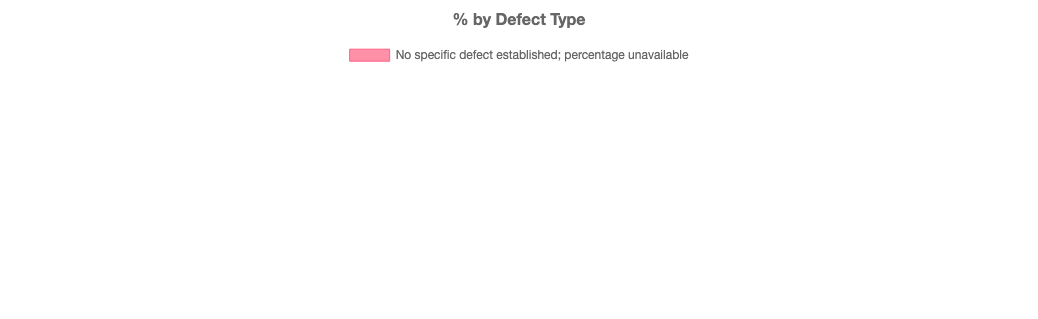 % by Defect Type
No specific defect established; percentage unavailable